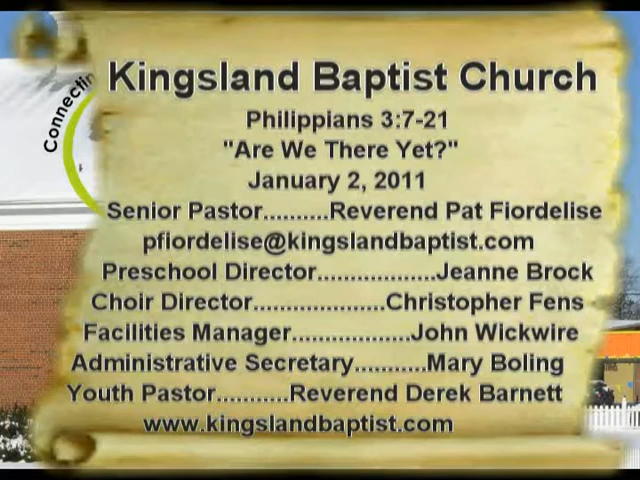 Connectin
Kingsland Baptist Church
Philippians 3:7-21
"Are We There Yet?"
January 2, 2011
Senior Pastor..........Reverend Pat Fiordelise
pfiordelise@kingslandbaptist.com
Preschool Director..................Jeanne Brock
Choir Director....................Christopher Fens
Facilities Manager..................John Wickwire
Administrative Secretary...........Mary Boling
Youth Pastor...........Reverend Derek Barnett
www.kingslandbaptist.com